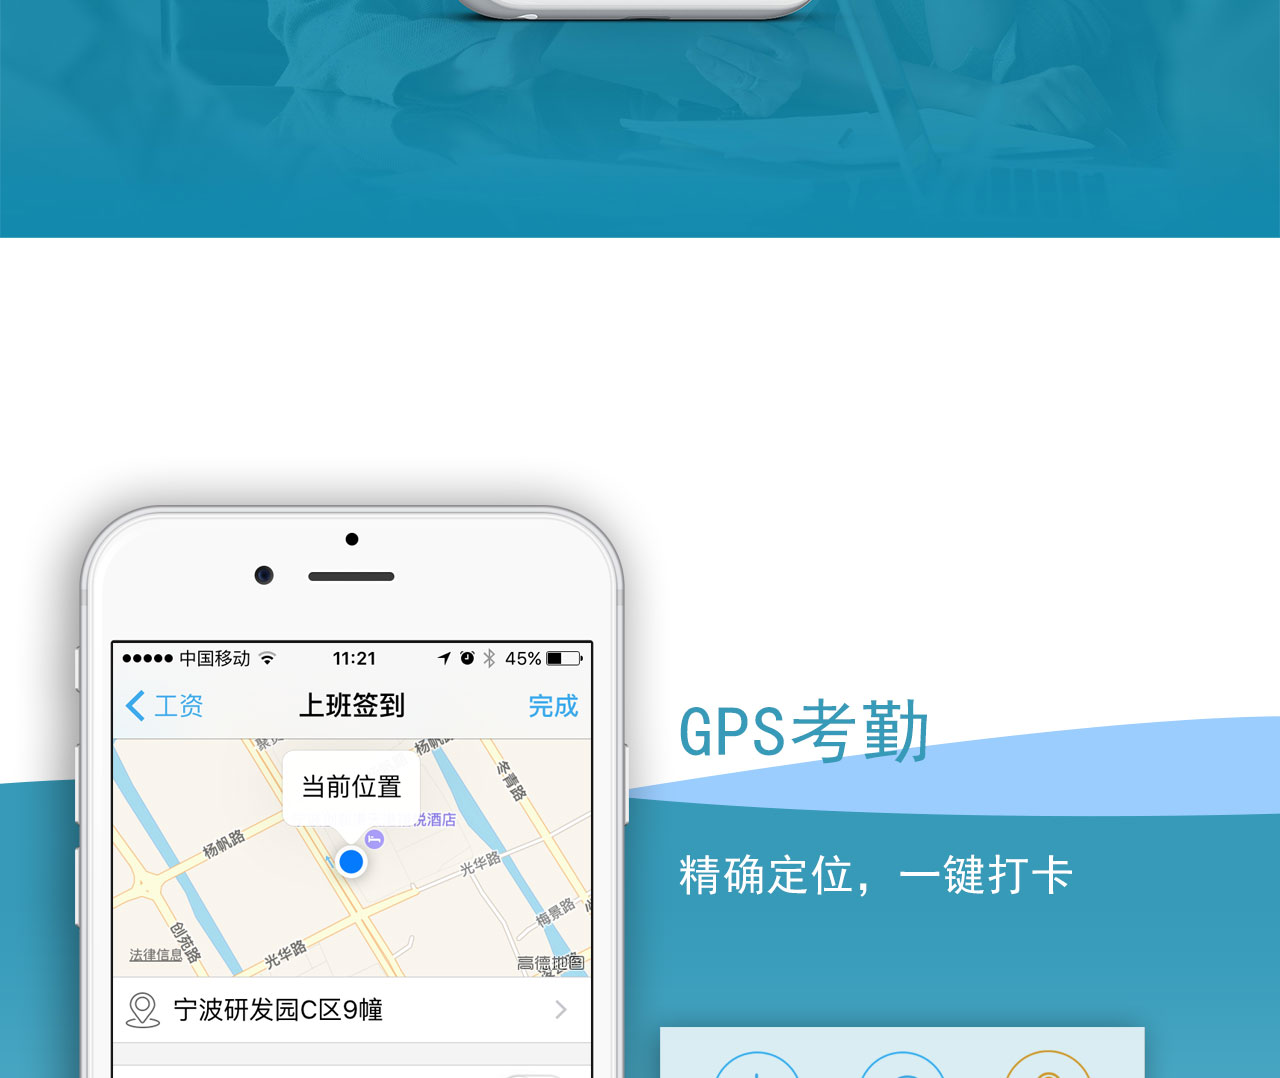 中国移动 11:21 45%
工资 上班签到 完成
GPS考勤
精确定位，一键打卡
当前位置
悦酒店
杨帆路
杨帆
冬青路
杨帆路
光华路
梅景路
创苑路
光华路
法律信息
高德地图
宁波研发园C区9幢